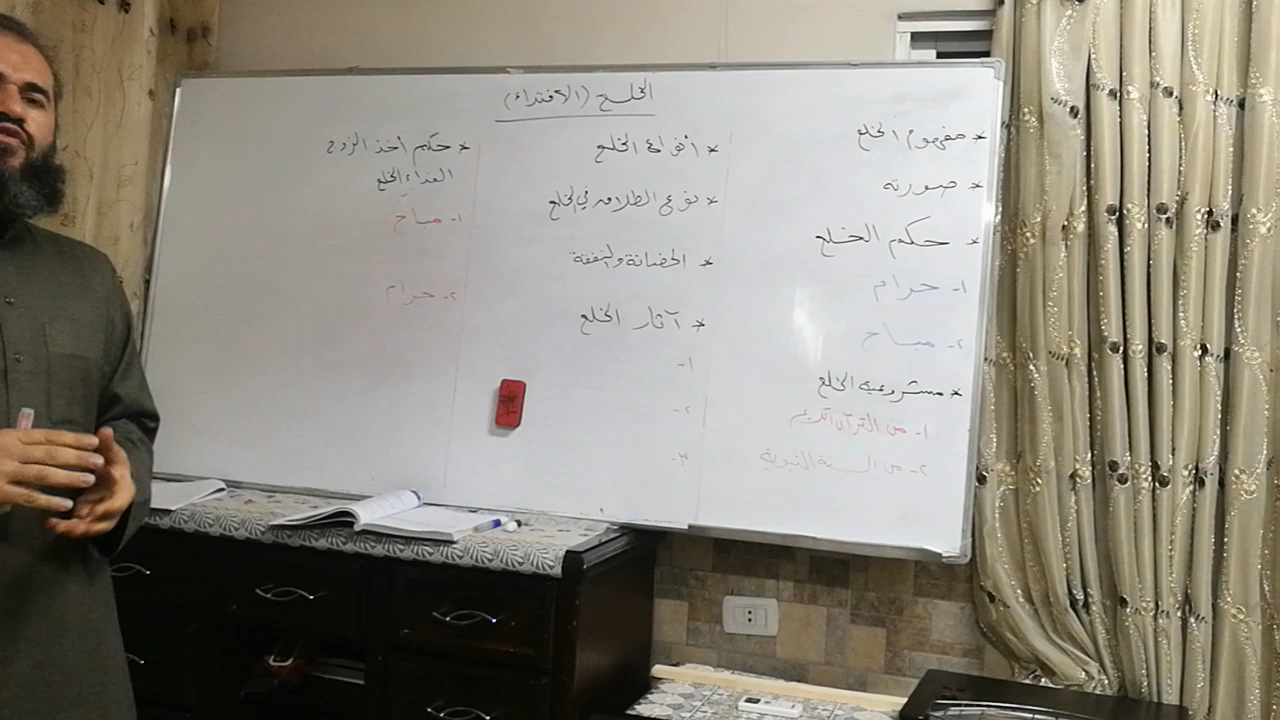 الخلع (الافتداء)
* مفهوم الخلع
* صورته
* حكم الخلع
١- حرام
٢- مباح
* مشروعية الخلع
١- من القرآن الكريم
٢- من السنة النبوية
* أنواع الخلع
* نوع الطلاق في الخلع
* الحضانة والنفقة
* آثار الخلع
١-
٢-
٣-
* حكم أخذ الزوج
الفداء الخلع
١- مباح
٢- حرام